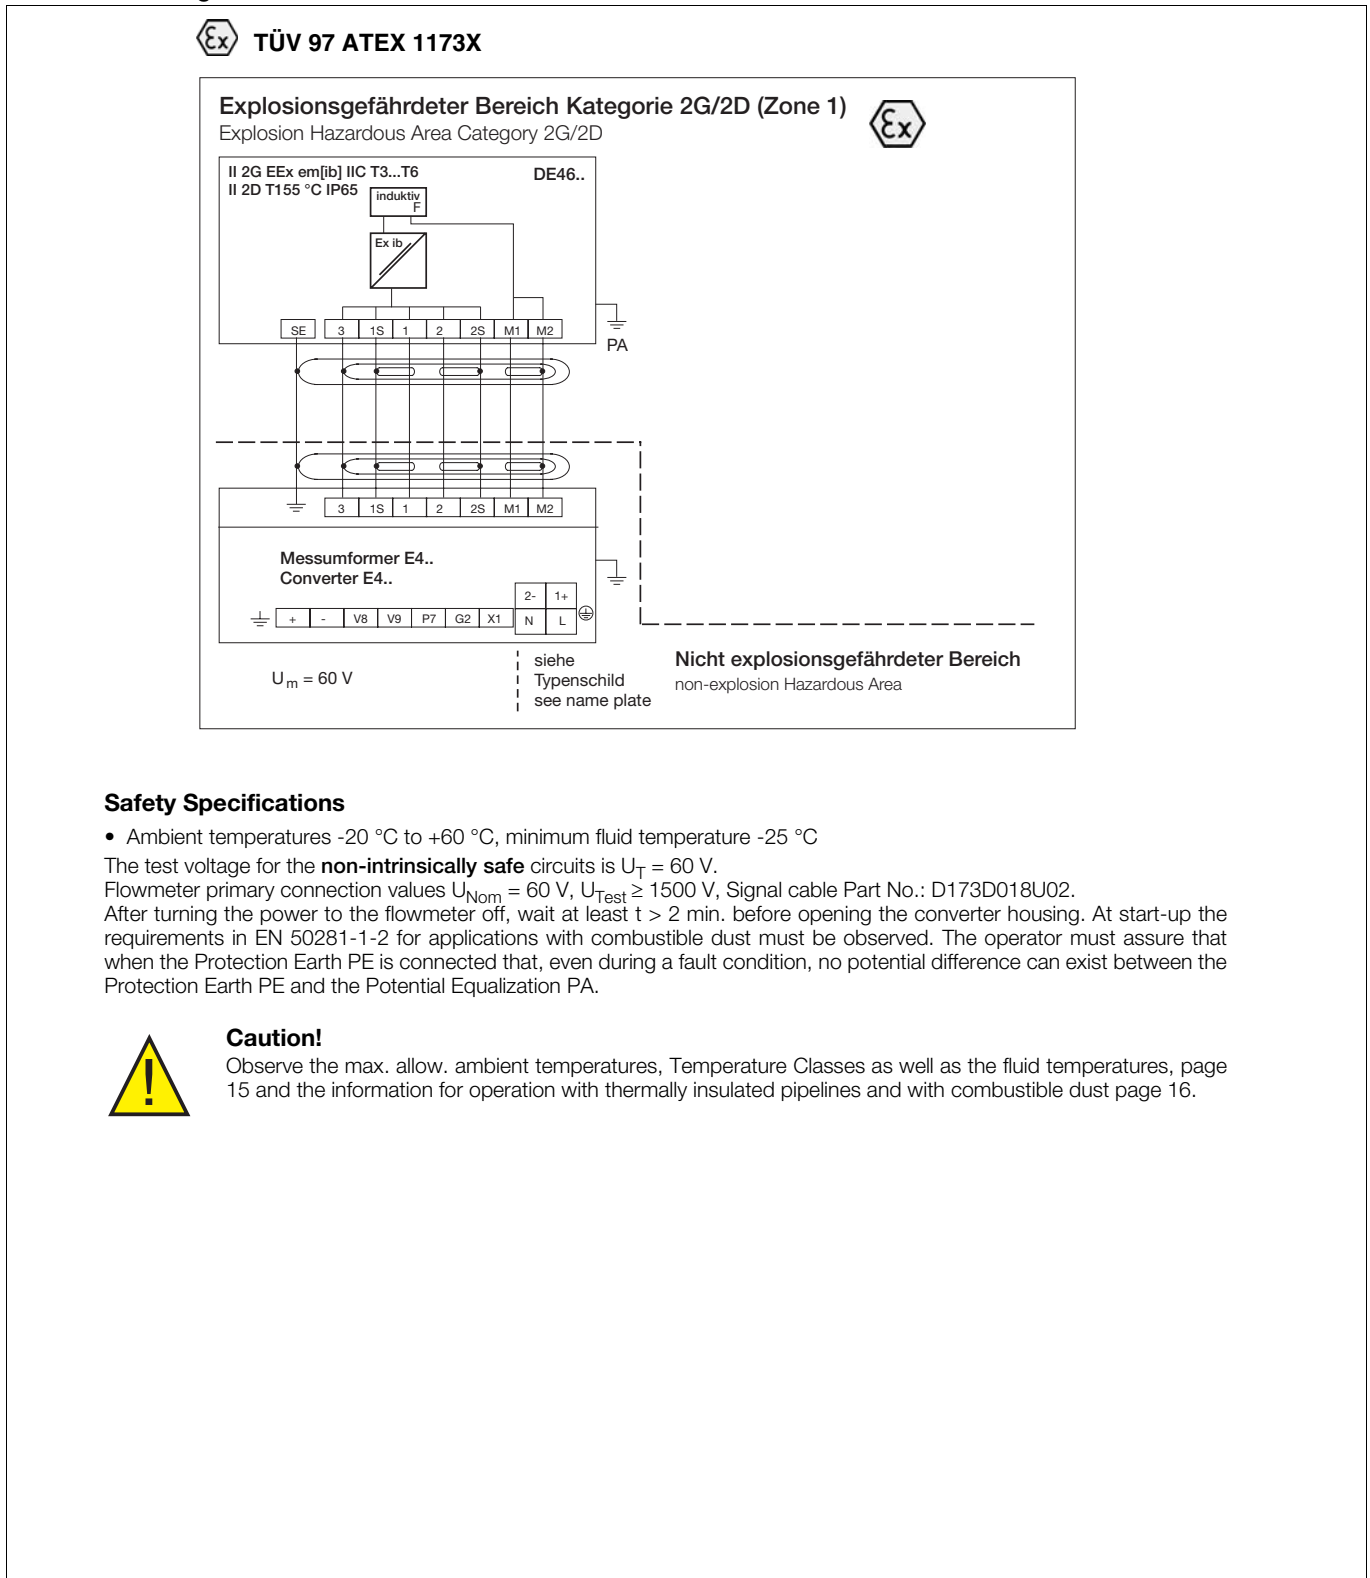 TÜV 97 ATEX 1173X
Explosionsgefährdeter Bereich Kategorie 2G/2D (Zone 1)
Explosion Hazardous Area Category 2G/2D
Ex
Ex
II 2G EEx em[ib] IIC T3...T6
II 2D T155 °C IP65
DE46..
induktiv
F
Ex ib
SE 3 1S 1 2 2S M1 M2
PA
3 1S 1 2 2S M1 M2
Messumformer E4..
Converter E4..
2- 1+
+ - V8 V9 P7 G2 X1 N L
Um = 60 V
siehe
Typenschild
see name plate
Nicht explosionsgefährdeter Bereich
non-explosion Hazardous Area
Safety Specifications
• Ambient temperatures -20 °C to +60 °C, minimum fluid temperature -25 °C
The test voltage for the non-intrinsically safe circuits is UT = 60 V.
Flowmeter primary connection values UNom = 60 V, UTest ≥ 1500 V, Signal cable Part No.: D173D018U02.
After turning the power to the flowmeter off, wait at least t > 2 min. before opening the converter housing. At start-up the
requirements in EN 50281-1-2 for applications with combustible dust must be observed. The operator must assure that
when the Protection Earth PE is connected that, even during a fault condition, no potential difference can exist between the
Protection Earth PE and the Potential Equalization PA.
Caution!
Observe the max. allow. ambient temperatures, Temperature Classes as well as the fluid temperatures, page
15 and the information for operation with thermally insulated pipelines and with combustible dust page 16.